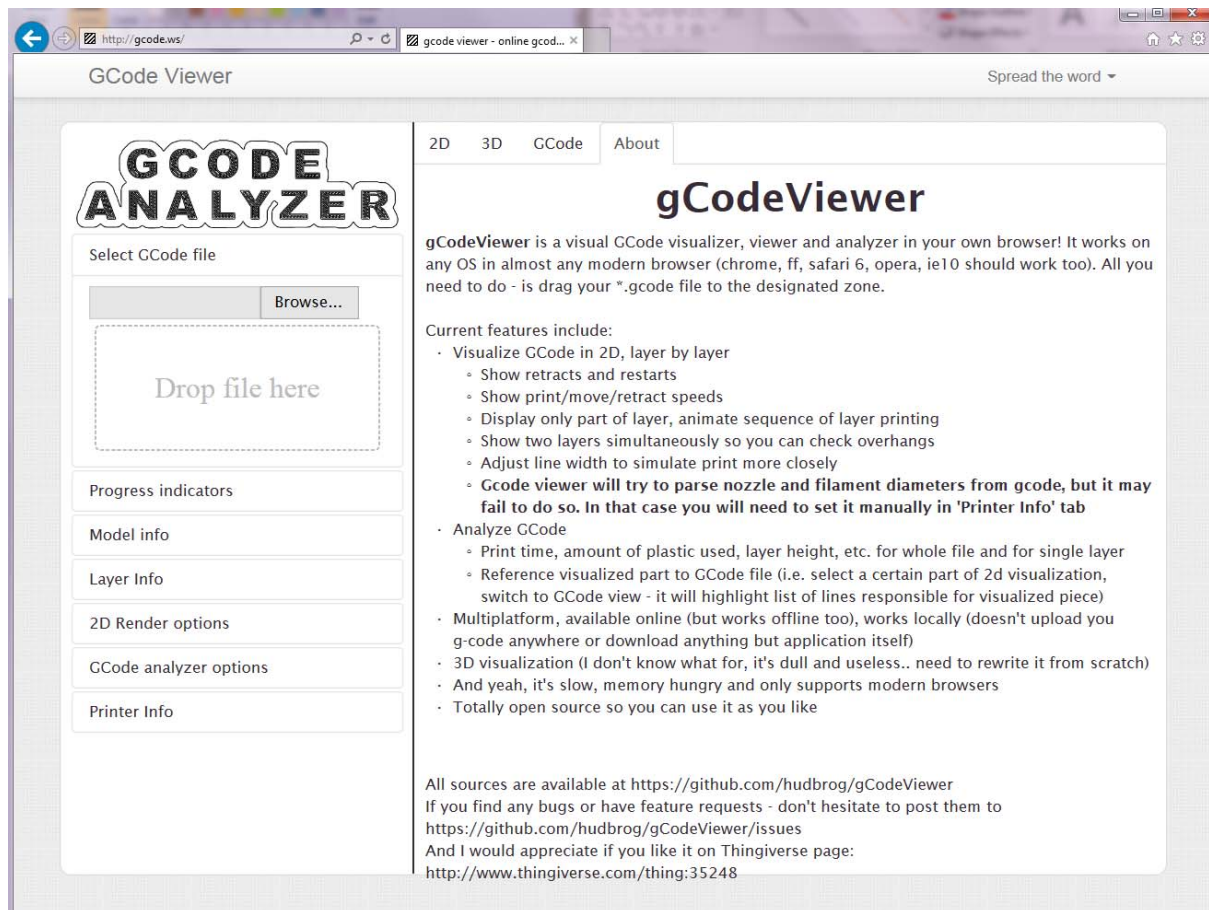 http://gcode.ws/
gcode viewer - online gcod...
GCode Viewer
Spread the word
GCODE
ANALYZER
Select GCode file
Browse...
Drop file here
Progress indicators
Model info
Layer Info
2D Render options
GCode analyzer options
Printer Info
2D 3D GCode About
gCodeViewer
gCodeViewer is a visual GCode visualizer, viewer and analyzer in your own browser! It works on
any OS in almost any modern browser (chrome, ff, safari 6, opera, ie10 should work too). All you
need to do - is drag your *.gcode file to the designated zone.
Current features include:
· Visualize GCode in 2D, layer by layer
◦ Show retracts and restarts
◦ Show print/move/retract speeds
◦ Display only part of layer, animate sequence of layer printing
◦ Show two layers simultaneously so you can check overhangs
◦ Adjust line width to simulate print more closely
◦ Gcode viewer will try to parse nozzle and filament diameters from gcode, but it may
fail to do so. In that case you will need to set it manually in 'Printer Info' tab
· Analyze GCode
◦ Print time, amount of plastic used, layer height, etc. for whole file and for single layer
◦ Reference visualized part to GCode file (i.e. select a certain part of 2d visualization,
switch to GCode view - it will highlight list of lines responsible for visualized piece)
· Multiplatform, available online (but works offline too), works locally (doesn't upload you
g-code anywhere or download anything but application itself)
· 3D visualization (I don't know what for, it's dull and useless.. need to rewrite it from scratch)
· And yeah, it's slow, memory hungry and only supports modern browsers
· Totally open source so you can use it as you like
All sources are available at https://github.com/hudbrog/gCodeViewer
If you find any bugs or have feature requests - don't hesitate to post them to
https://github.com/hudbrog/gCodeViewer/issues
And I would appreciate if you like it on Thingiverse page:
http://www.thingiverse.com/thing:35248